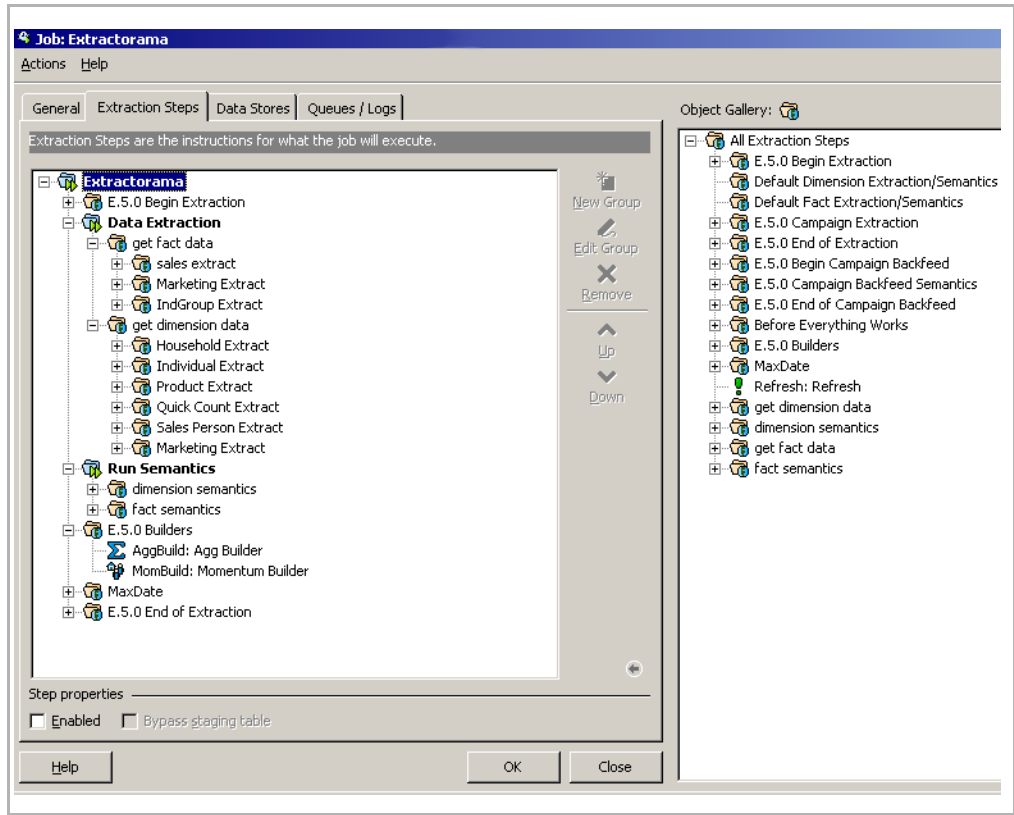 Job: Extractorama
Actions Help
General Extraction Steps Data Stores Queues / Logs
Extraction Steps are the instructions for what the job will execute.
Extractorama
E.5.0 Begin Extraction
Data Extraction
get fact data
sales extract
Marketing Extract
IndGroup Extract
get dimension data
Household Extract
Individual Extract
Product Extract
Quick Count Extract
Sales Person Extract
Marketing Extract
Run Semantics
dimension semantics
fact semantics
E.5.0 Builders
AggBuild: Agg Builder
MomBuild: Momentum Builder
MaxDate
E.5.0 End of Extraction
New Group
Edit Group
Remove
Up
Down
Step properties
Enabled Bypass staging table
Help OK Close
Object Gallery:
All Extraction Steps
E.5.0 Begin Extraction
Default Dimension Extraction/Semantics
Default Fact Extraction/Semantics
E.5.0 Campaign Extraction
E.5.0 End of Extraction
E.5.0 Begin Campaign Backfeed
E.5.0 Campaign Backfeed Semantics
E.5.0 End of Campaign Backfeed
Before Everything Works
E.5.0 Builders
MaxDate
Refresh: Refresh
get dimension data
dimension semantics
get fact data
fact semantics